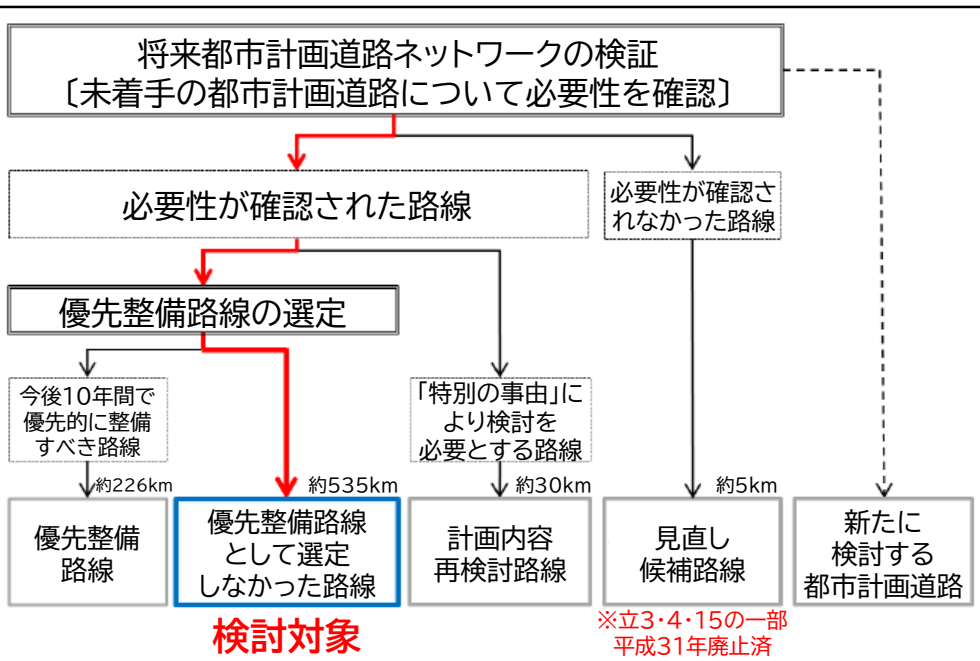 将来都市計画道路ネットワークの検証
〔未着手の都市計画道路について必要性を確認〕
必要性が確認された路線
必要性が確認さ
れなかった路線
優先整備路線の選定
今後10年間で
優先的に整備
すべき路線
「特別の事由」に
より検討を
必要とする路線
約226km
約535km
約30km
約5km
優先整備
路線
優先整備路線
として選定
しなかった路線
計画内容
再検討路線
見直し
候補路線
新たに
検討する
都市計画道路
検討対象
※立3・4・15の一部
平成31年廃止済